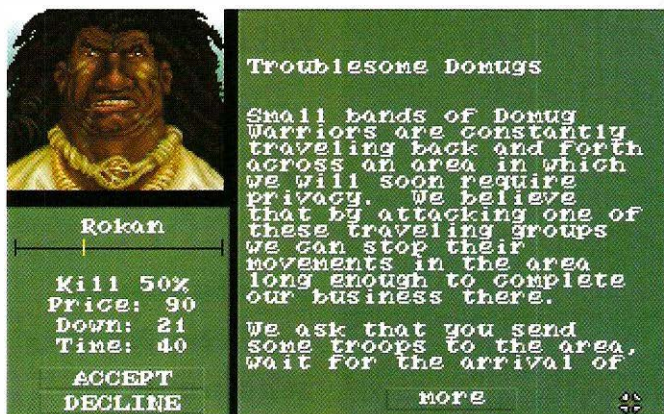 Rokan
Kill 50%
Price: 90
Down: 21
Time: 40
ACCEPT
DECLINE
Troublesome Domugs
Small bands of Domug
Warriors are constantly
traveling back and forth
across an area in which
we will soon require
privacy. We believe
that by attacking one of
these traveling groups
we can stop their
movements in the area
long enough to complete
our business there.
We ask that you send
some troops to the area,
wait for the arrival of
more